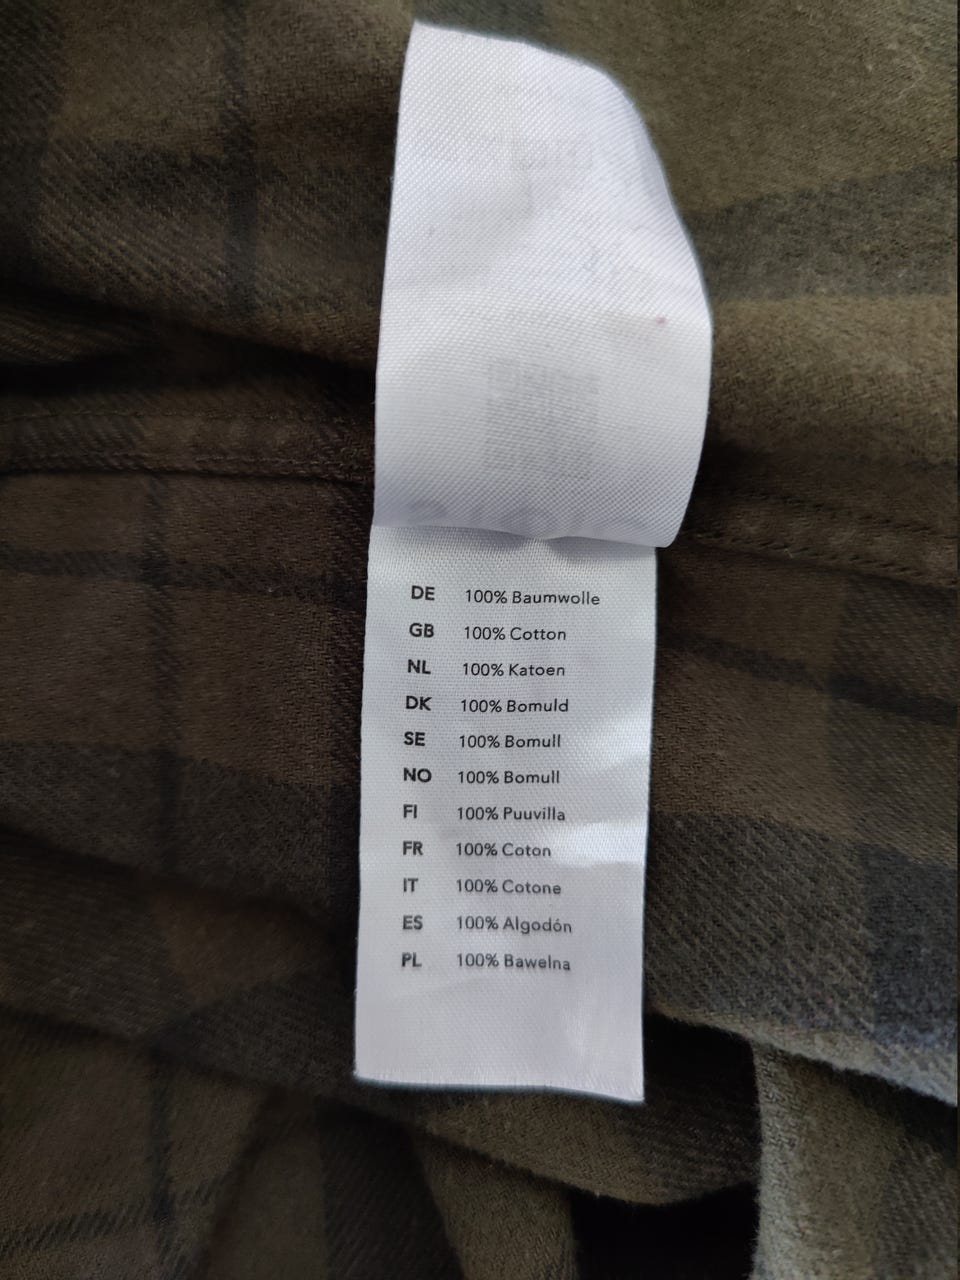 DE 100% Baumwolle
GB 100% Cotton
NL 100% Katoen
DK 100% Bomuld
SE 100% Bomull
NO 100% Bomull
FI 100% Puuvilla
FR 100% Coton
IT 100% Cotone
ES 100% Algodón
PL 100% Bawelna